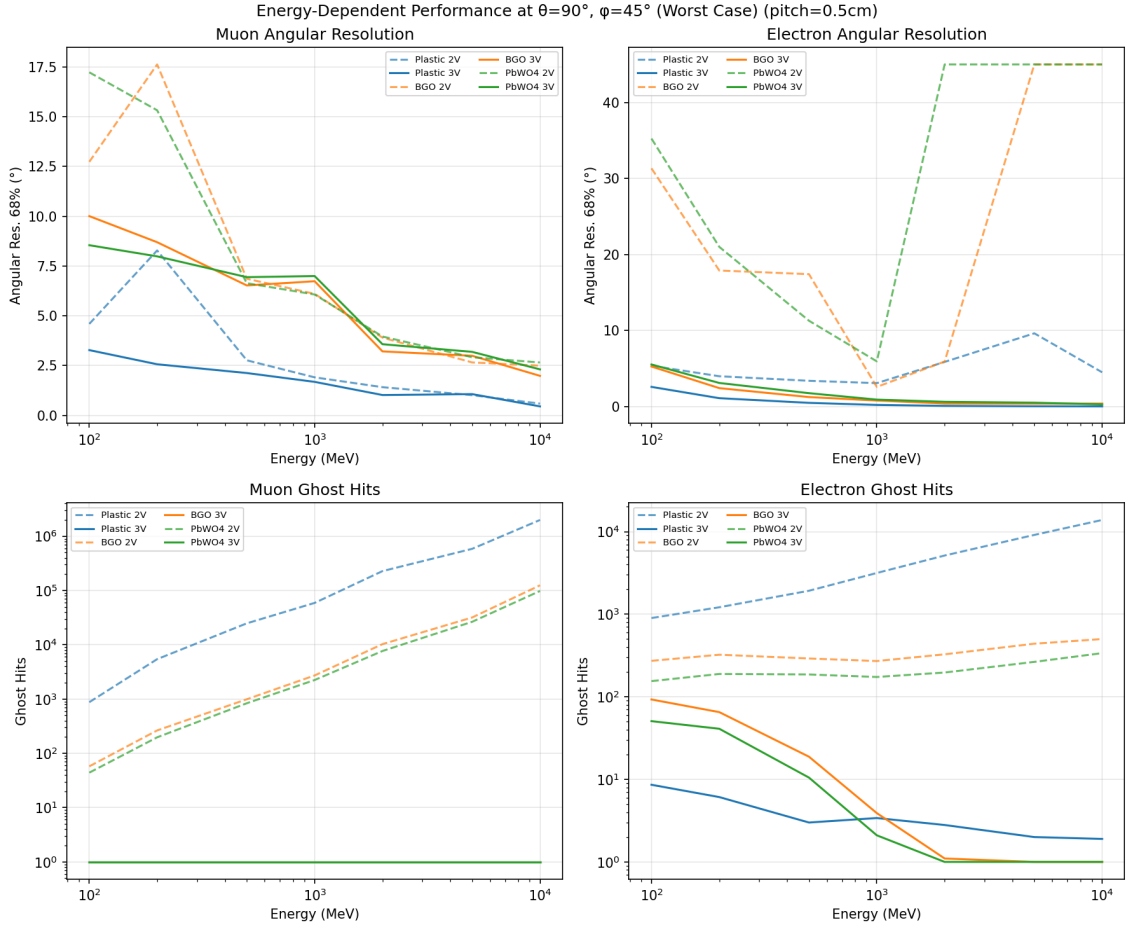 Energy-Dependent Performance at θ=90°, φ=45° (Worst Case) (pitch=0.5cm)
Muon Angular Resolution
Plastic 2V
Plastic 3V
BGO 2V
BGO 3V
PbWO4 2V
PbWO4 3V
17.5
15.0
12.5
10.0
7.5
5.0
2.5
0.0
Angular Res. 68% (°)
10²
10³
10⁴
Energy (MeV)
Electron Angular Resolution
Plastic 2V
Plastic 3V
BGO 2V
BGO 3V
PbWO4 2V
PbWO4 3V
40
30
20
10
0
Angular Res. 68% (°)
10²
10³
10⁴
Energy (MeV)
Muon Ghost Hits
Plastic 2V
Plastic 3V
BGO 2V
BGO 3V
PbWO4 2V
PbWO4 3V
10⁶
10⁵
10⁴
10³
10²
10¹
10⁰
Ghost Hits
10²
10³
10⁴
Energy (MeV)
Electron Ghost Hits
Plastic 2V
Plastic 3V
BGO 2V
BGO 3V
PbWO4 2V
PbWO4 3V
10⁴
10³
10²
10¹
10⁰
Ghost Hits
10²
10³
10⁴
Energy (MeV)